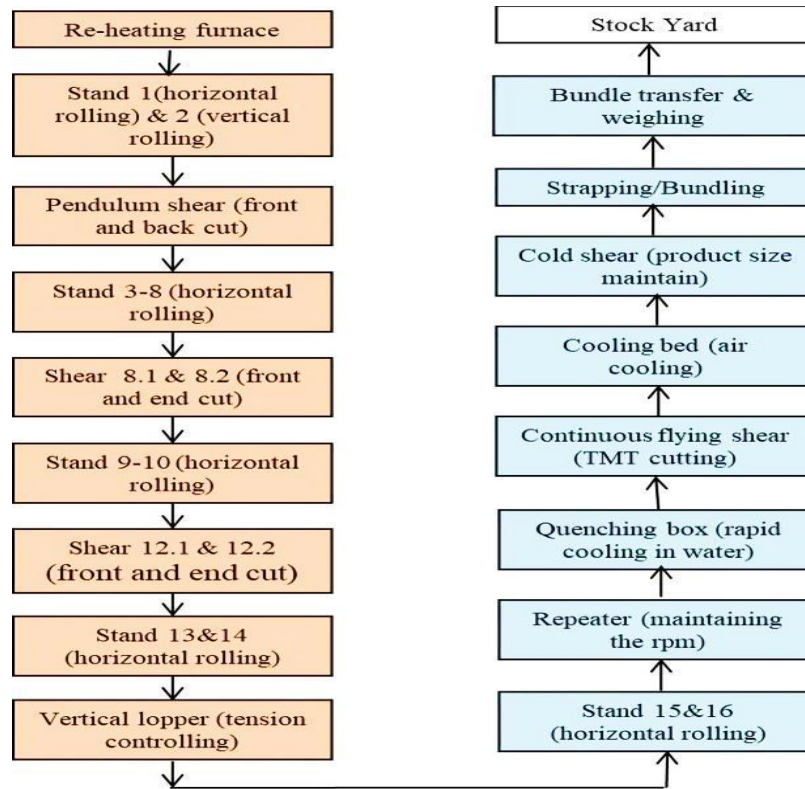 Re-heating furnace
Stand 1(horizontal
rolling) & 2 (vertical
rolling)
Pendulum shear (front
and back cut)
Stand 3-8 (horizontal
rolling)
Shear 8.1 & 8.2 (front
and end cut)
Stand 9-10 (horizontal
rolling)
Shear 12.1 & 12.2
(front and end cut)
Stand 13&14
(horizontal rolling)
Vertical lopper (tension
controlling)
Stand 15&16
(horizontal rolling)
Repeater (maintaining
the rpm)
Quenching box (rapid
cooling in water)
Continuous flying shear
(TMT cutting)
Cooling bed (air
cooling)
Cold shear (product size
maintain)
Strapping/Bundling
Bundle transfer &
weighing
Stock Yard